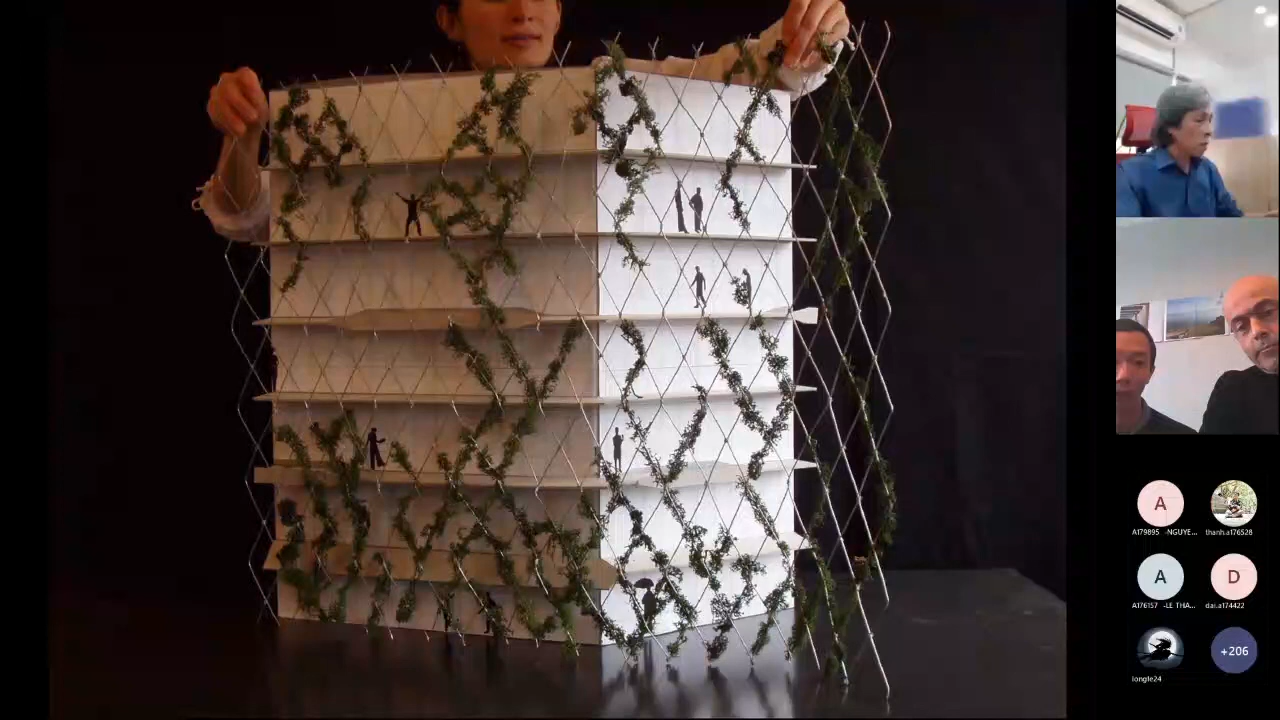 A
A179895 -NGUYE...
thanh.a176528
A
A176157 -LE THA...
D
dai.a174422
longle24
+206